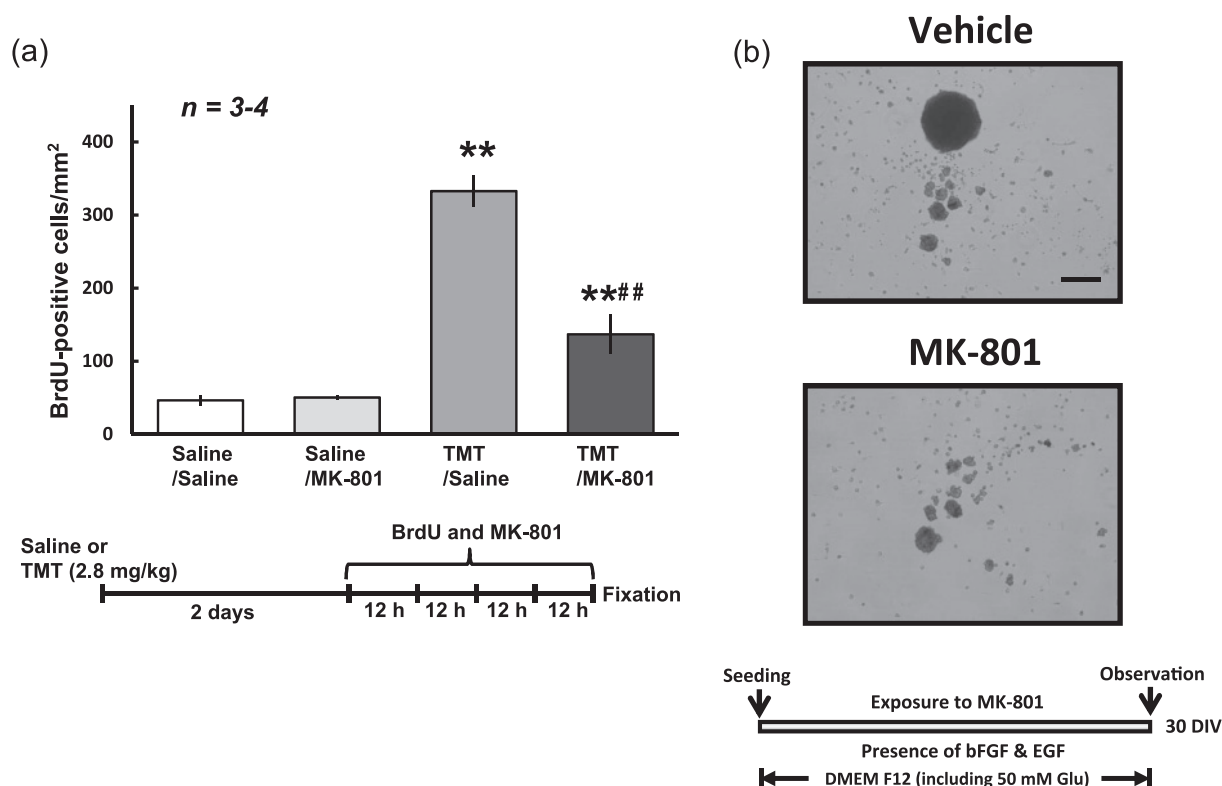 (a)
n = 3-4
BrdU-positive cells/mm²
400
300
200
100
0
**
**##
Saline
/Saline
Saline
/MK-801
TMT
/Saline
TMT
/MK-801
BrdU and MK-801
Saline or
TMT (2.8 mg/kg)
2 days
12 h
12 h
12 h
12 h
Fixation
(b)
Vehicle
MK-801
Seeding
Observation
Exposure to MK-801
30 DIV
Presence of bFGF & EGF
DMEM F12 (including 50 mM Glu)